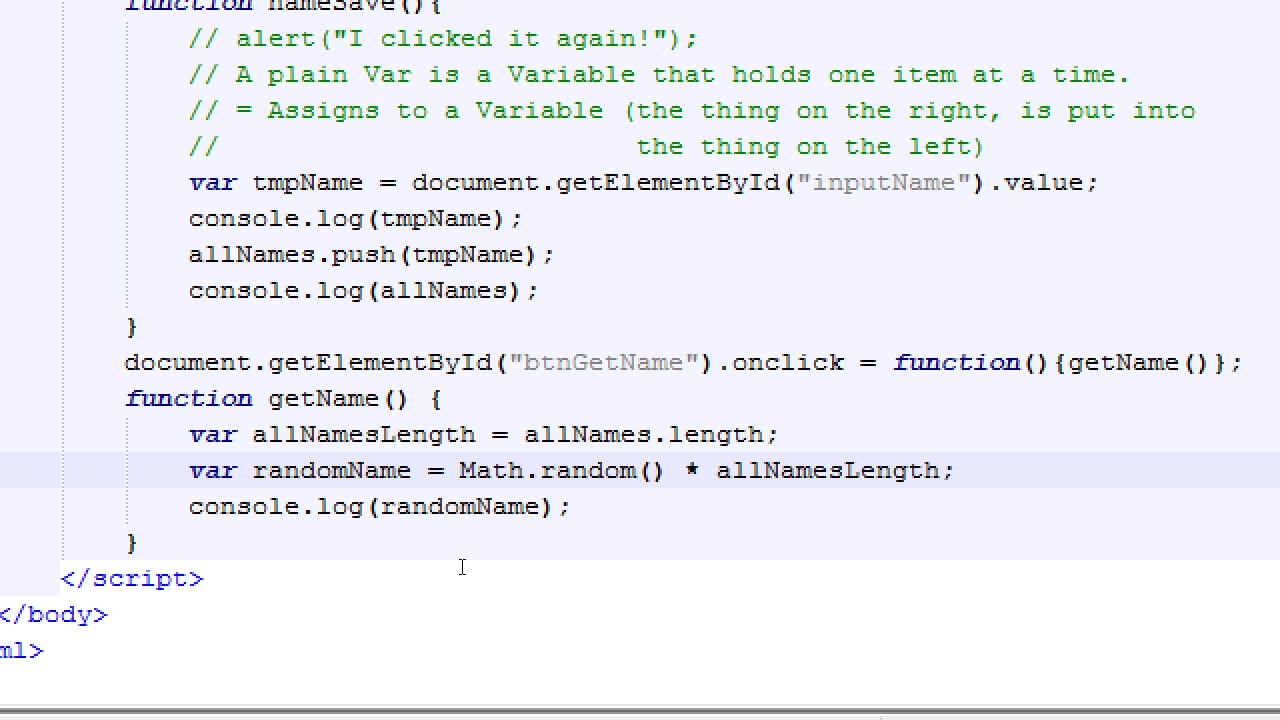 function nameSave(){
// alert("I clicked it again!");
// A plain Var is a Variable that holds one item at a time.
// = Assigns to a Variable (the thing on the right, is put into
// the thing on the left)
var tmpName = document.getElementById("inputName").value;
console.log(tmpName);
allNames.push(tmpName);
console.log(allNames);
}
document.getElementById("btnGetName").onclick = function(){getName()};
function getName() {
var allNamesLength = allNames.length;
var randomName = Math.random() * allNamesLength;
console.log(randomName);
}
</script>
</body>
ml>